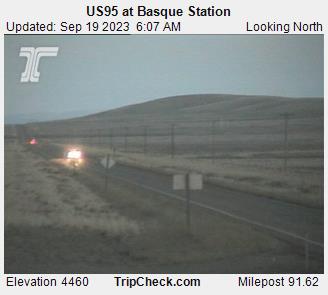 US95 at Basque Station
Updated: Sep 19 2023 6:07 AM Looking North
Elevation 4460 TripCheck.com Milepost 91.62